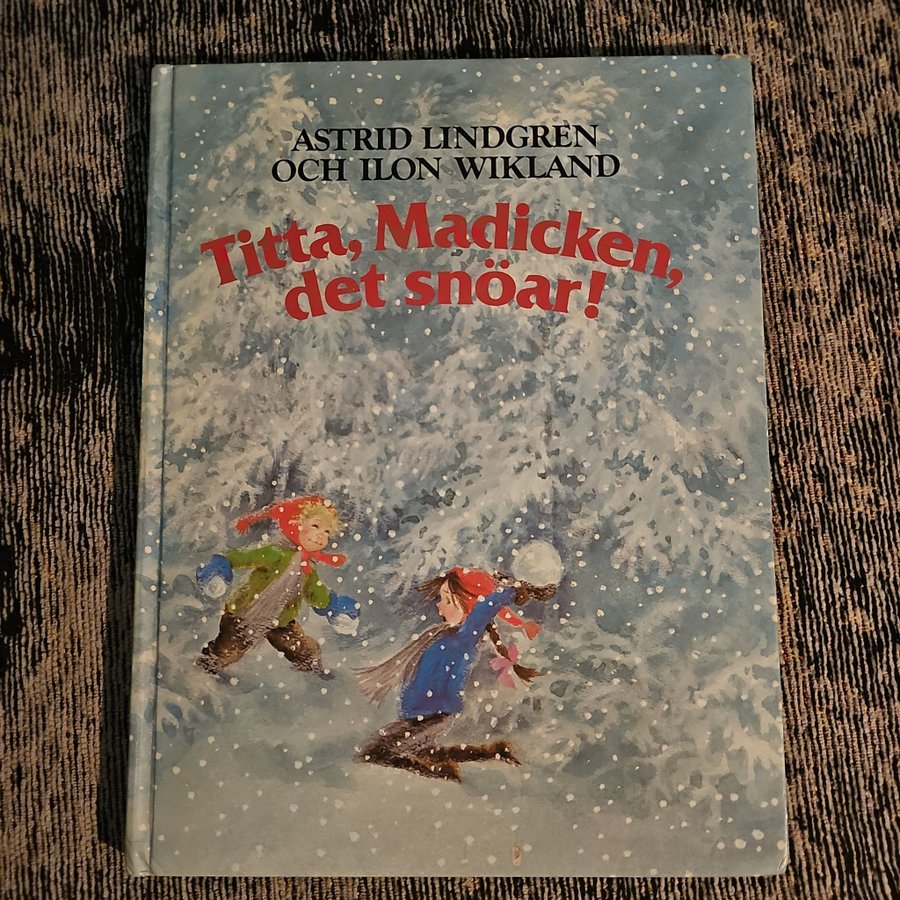 ASTRID LINDGREN
OCH ILON WIKLAND
Titta, Madicken,
det snöar!